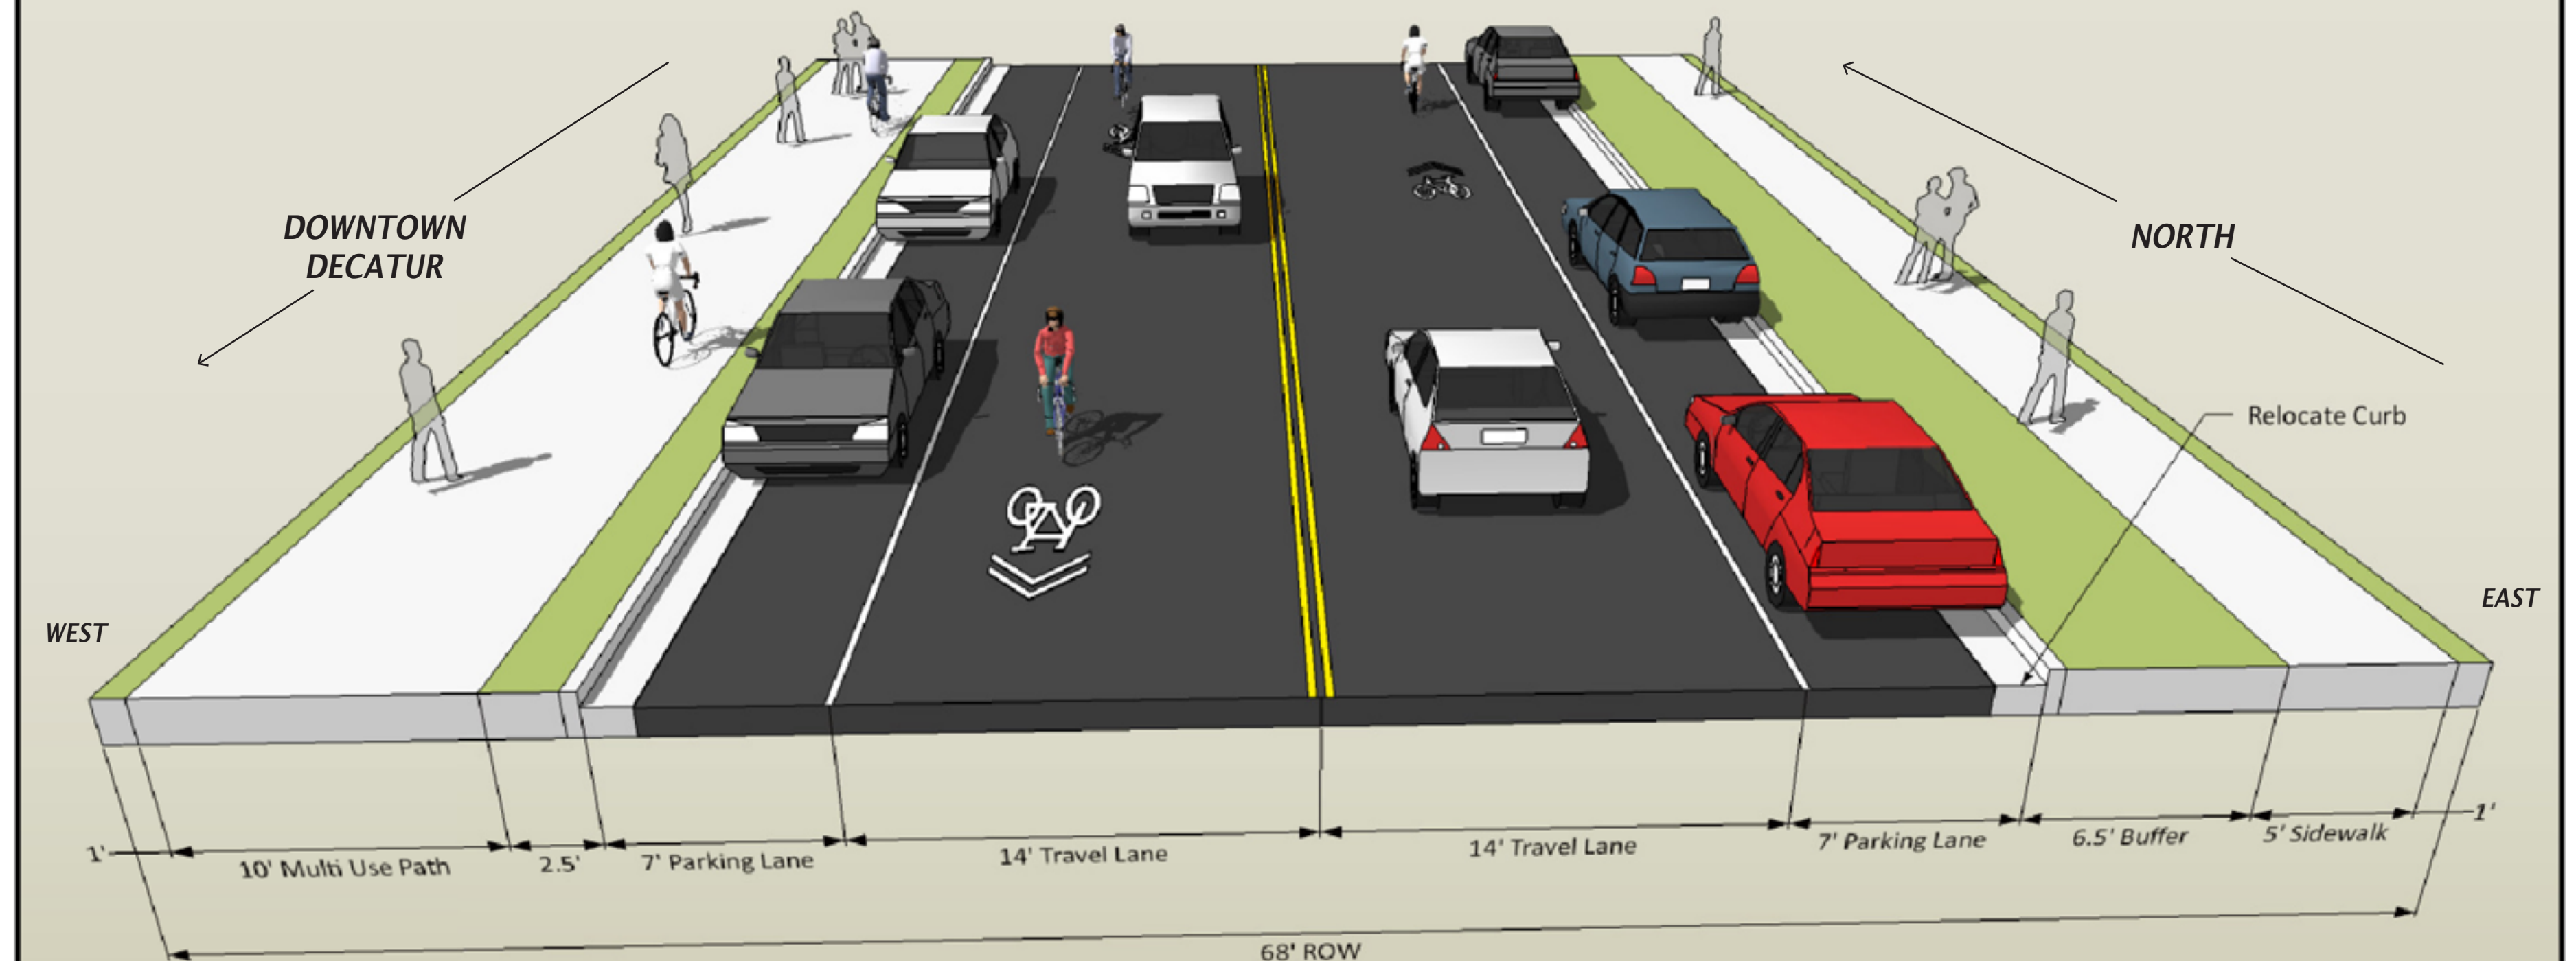 DOWNTOWN
DECATUR
NORTH
Relocate Curb
WEST
EAST
1'
10' Multi Use Path
2.5'
7' Parking Lane
14' Travel Lane
14' Travel Lane
7' Parking Lane
6.5' Buffer
5' Sidewalk
1'
68' ROW